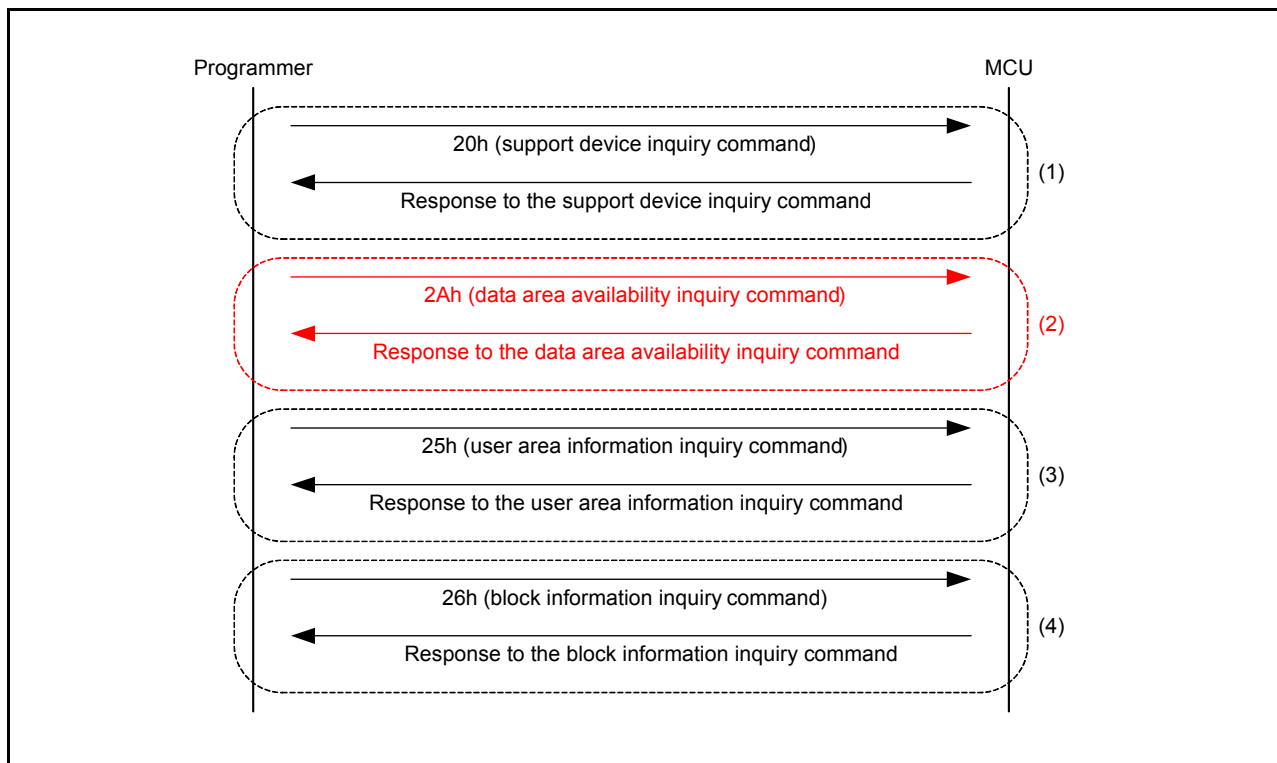 Programmer
MCU
20h (support device inquiry command)
(1)
Response to the support device inquiry command
2Ah (data area availability inquiry command)
(2)
Response to the data area availability inquiry command
25h (user area information inquiry command)
(3)
Response to the user area information inquiry command
26h (block information inquiry command)
(4)
Response to the block information inquiry command